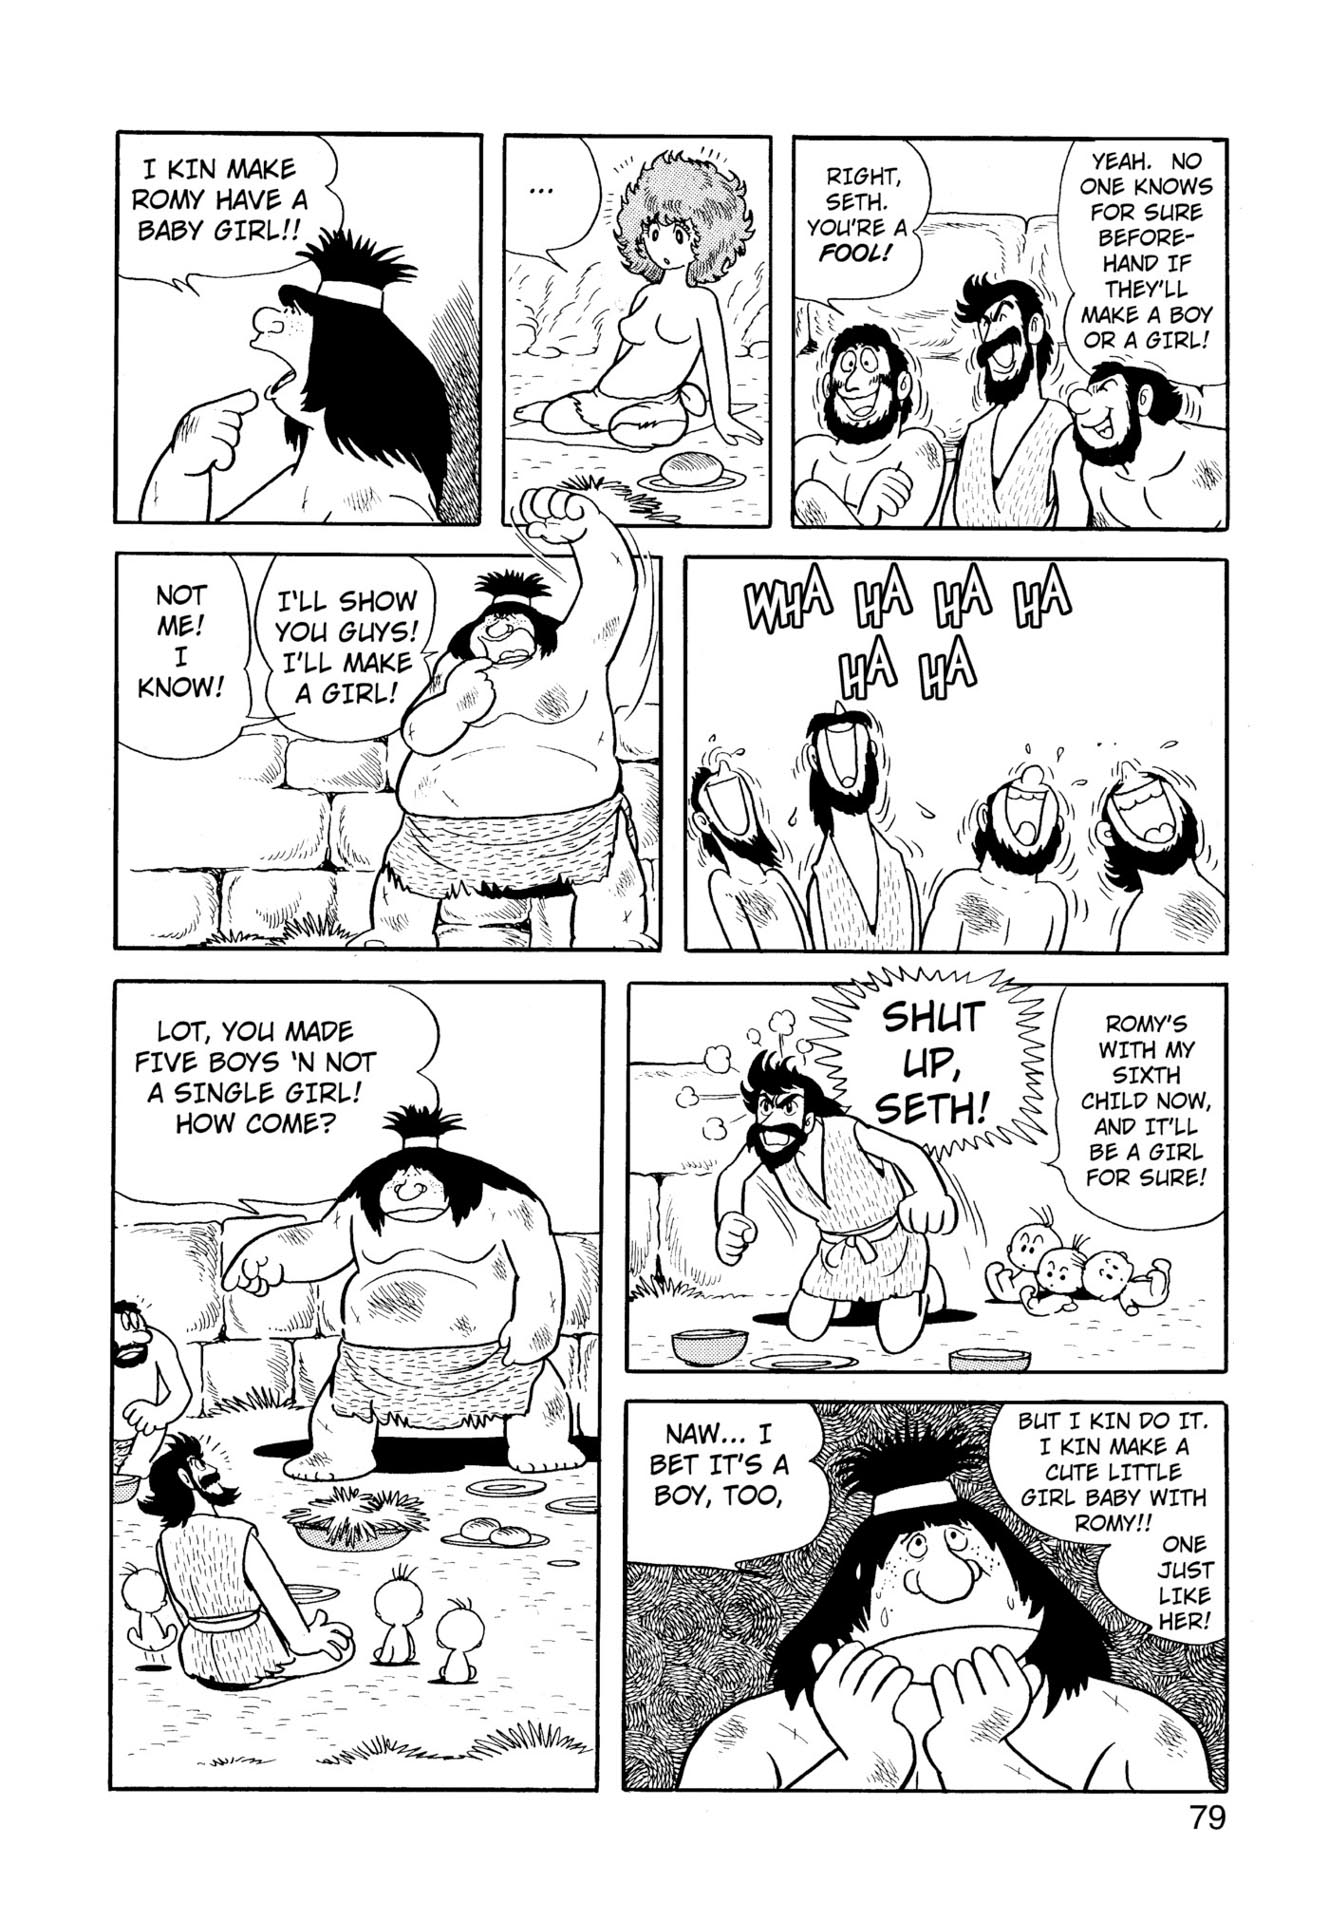 I KIN MAKE
ROMY HAVE A
BABY GIRL!!
...
RIGHT,
SETH.
YOU'RE A
FOOL!
YEAH. NO
ONE KNOWS
FOR SURE
BEFORE-
HAND IF
THEY'LL
MAKE A BOY
OR A GIRL!
NOT
ME!
I
KNOW!
I'LL SHOW
YOU GUYS!
I'LL MAKE
A GIRL!
WHA HA HA HA
HA HA
LOT, YOU MADE
FIVE BOYS 'N NOT
A SINGLE GIRL!
HOW COME?
SHUT
UP,
SETH!
ROMY'S
WITH MY
SIXTH
CHILD NOW,
AND IT'LL
BE A GIRL
FOR SURE!
NAW... I
BET IT'S A
BOY, TOO,
BUT I KIN DO IT.
I KIN MAKE A
CUTE LITTLE
GIRL BABY WITH
ROMY!!
ONE
JUST
LIKE
HER!
79